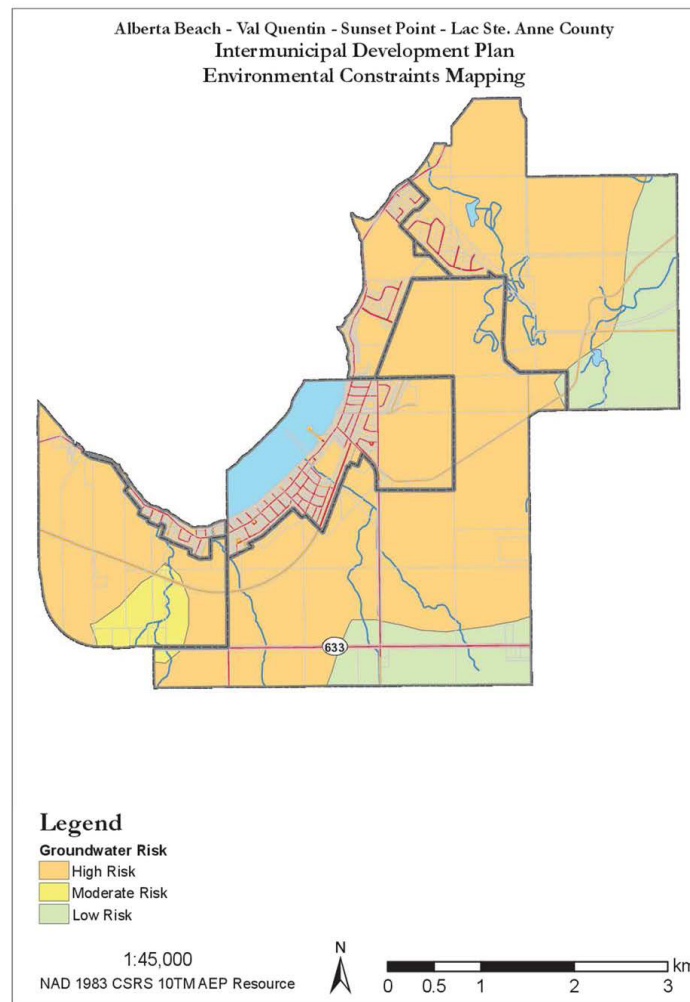 Alberta Beach - Val Quentin - Sunset Point - Lac Ste. Anne County
Intermunicipal Development Plan
Environmental Constraints Mapping
633
Legend
Groundwater Risk
High Risk
Moderate Risk
Low Risk
1:45,000
NAD 1983 CSRS 10TM AEP Resource
N
km
0 0.5 1 2 3